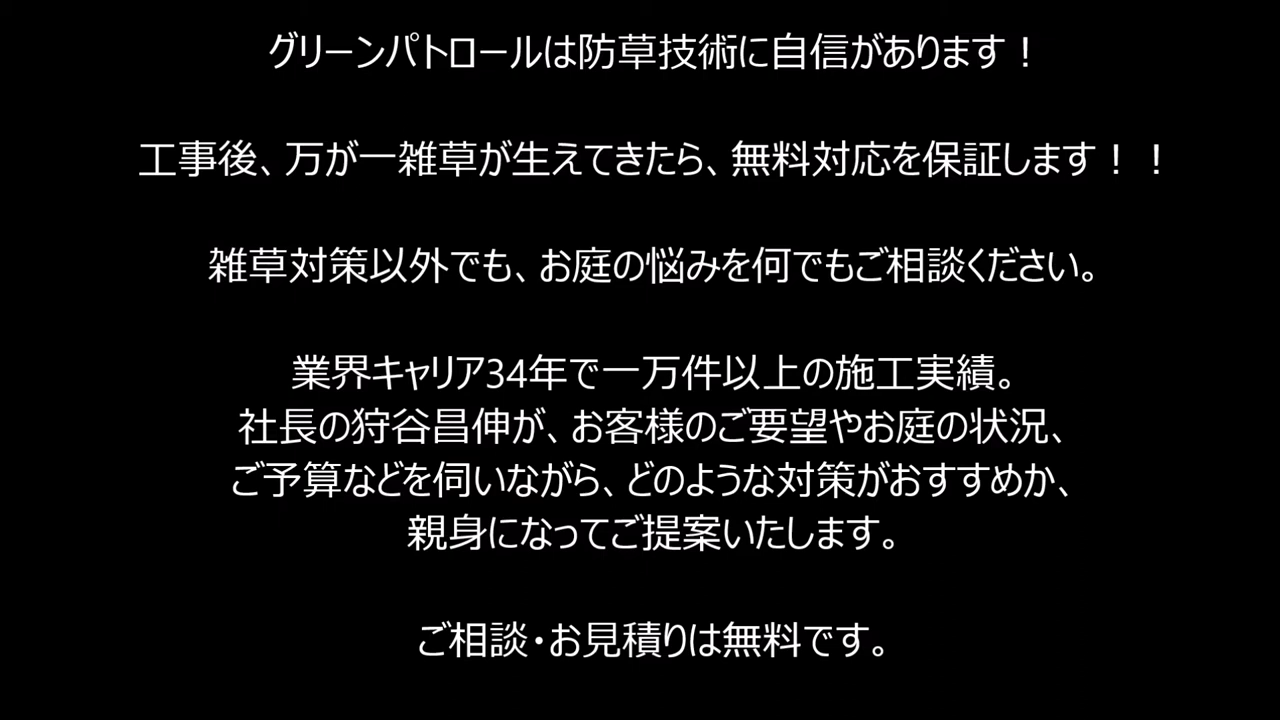 グリーンパトロールは防草技術に自信があります！
工事後、万が一雑草が生えてきたら、無料対応を保証します！！
雑草対策以外でも、お庭の悩みを何でもご相談ください。
業界キャリア34年で一万件以上の施工実績。
社長の狩谷昌伸が、お客様のご要望やお庭の状況、
ご予算などを伺いながら、どのような対策がおすすめか、
親身になってご提案いたします。
ご相談・お見積りは無料です。